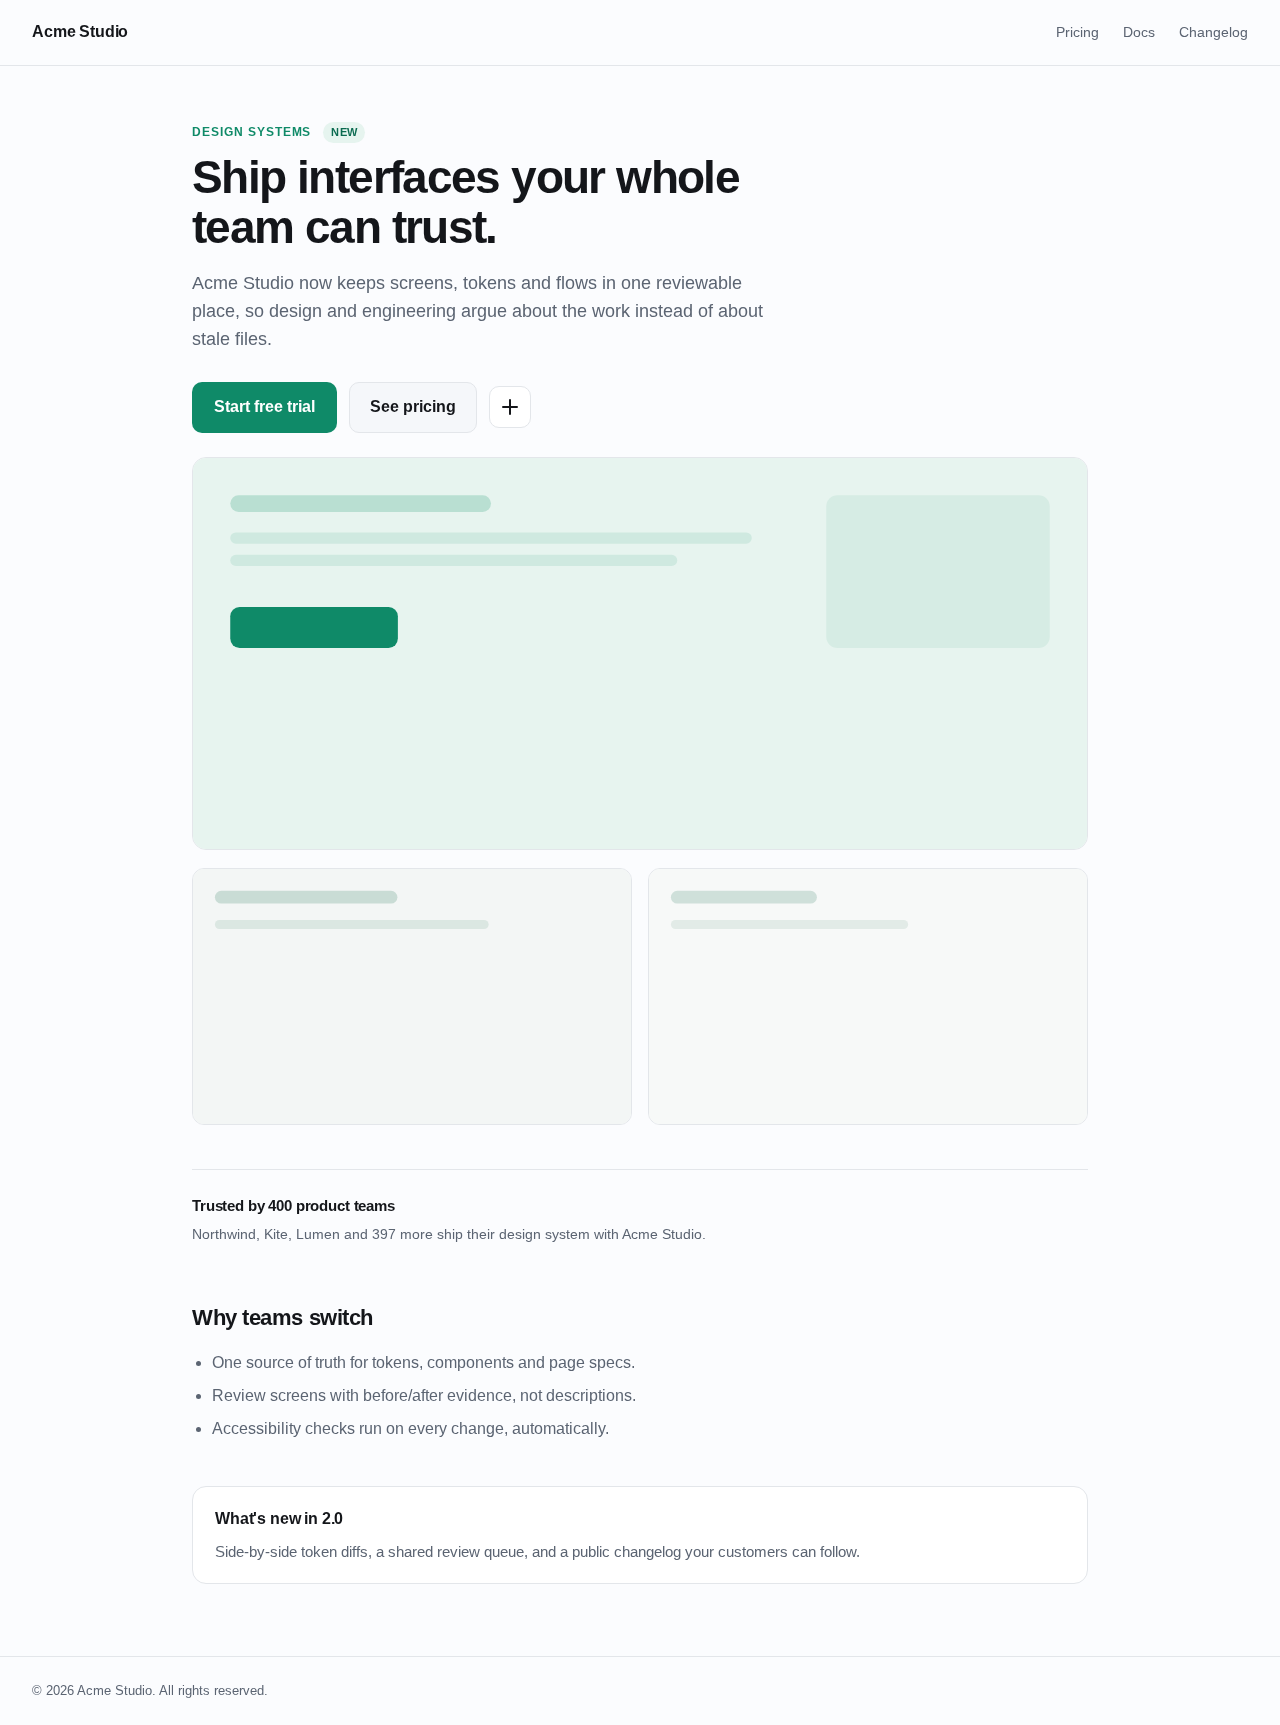 Acme Studio
Pricing Docs Changelog
DESIGN SYSTEMS NEW
Ship interfaces your whole
team can trust.
Acme Studio now keeps screens, tokens and flows in one reviewable
place, so design and engineering argue about the work instead of about
stale files.
Start free trial See pricing
Trusted by 400 product teams
Northwind, Kite, Lumen and 397 more ship their design system with Acme Studio.
Why teams switch
• One source of truth for tokens, components and page specs.
• Review screens with before/after evidence, not descriptions.
• Accessibility checks run on every change, automatically.
What's new in 2.0
Side-by-side token diffs, a shared review queue, and a public changelog your customers can follow.
© 2026 Acme Studio. All rights reserved.